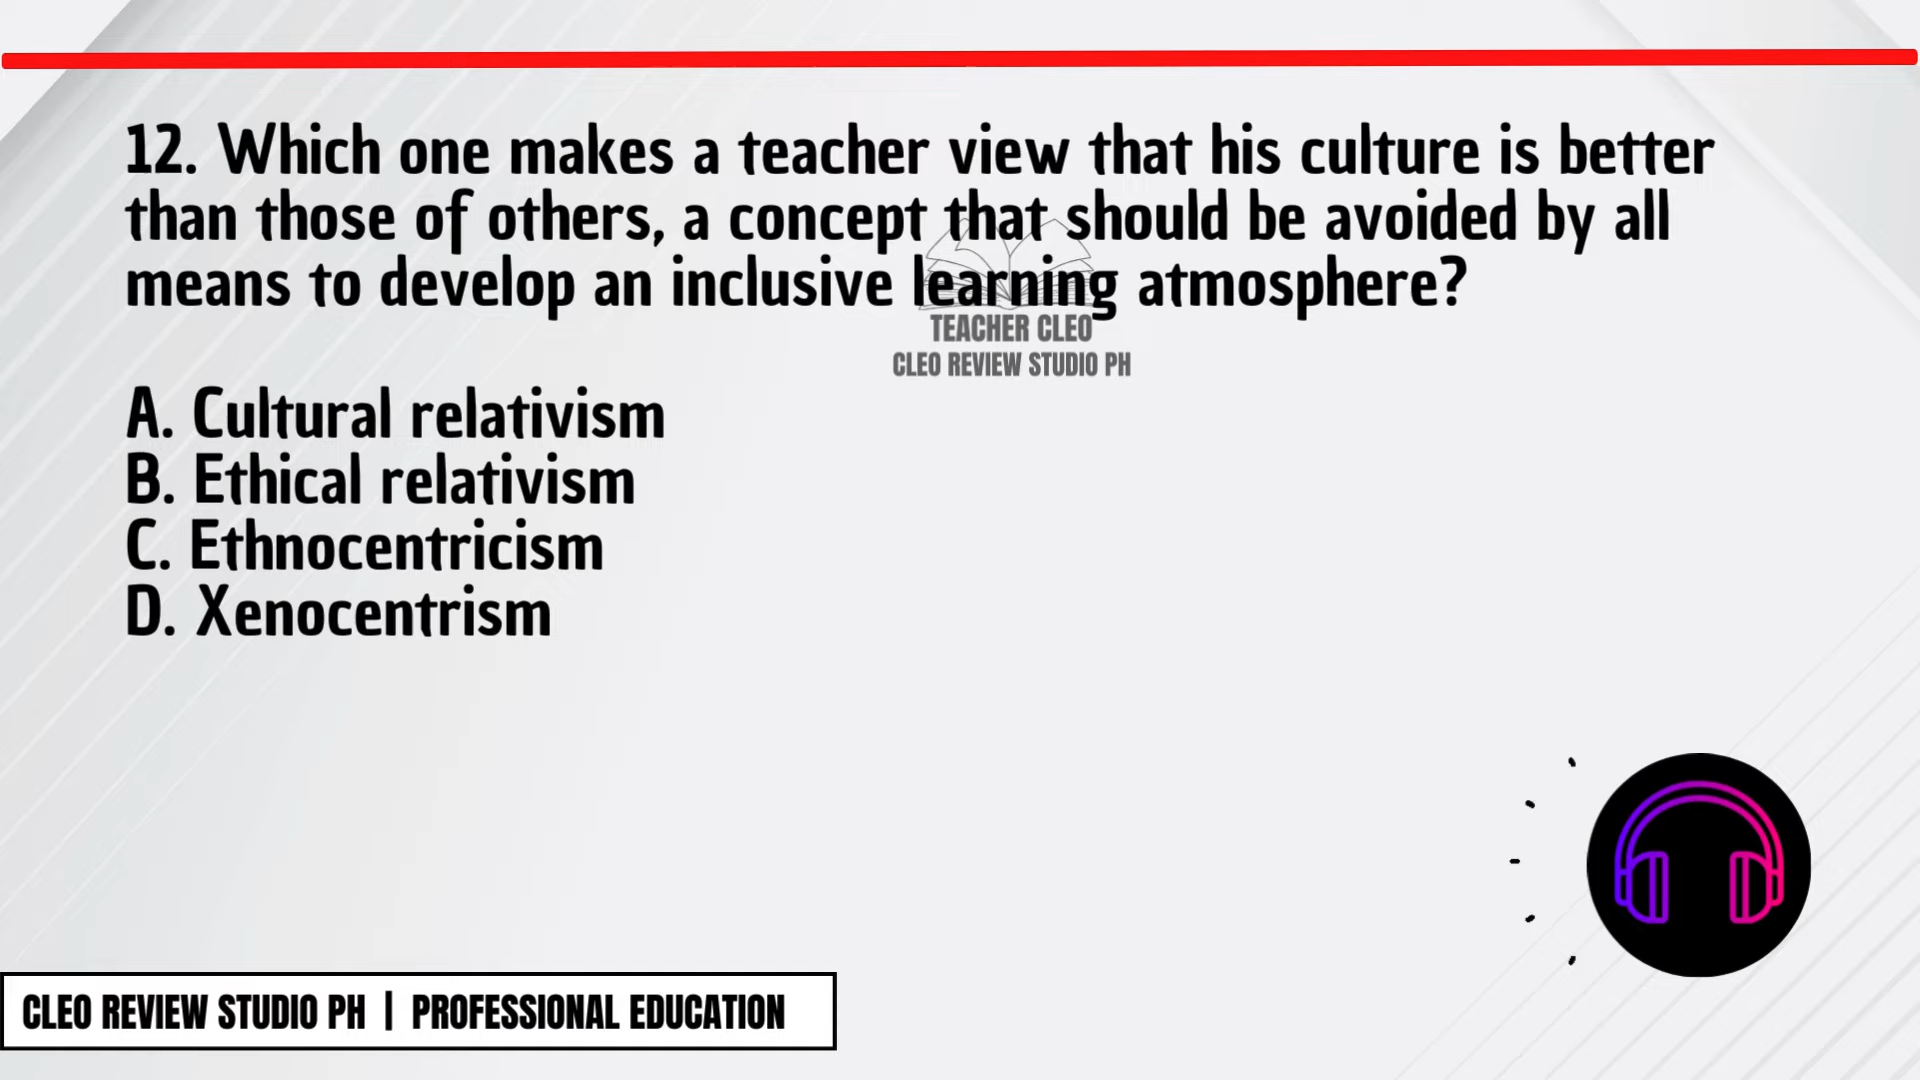 12. Which one makes a teacher view that his culture is better
than those of others, a concept that should be avoided by all
means to develop an inclusive learning atmosphere?
TEACHER CLEO
CLEO REVIEW STUDIO PH
A. Cultural relativism
B. Ethical relativism
C. Ethnocentricism
D. Xenocentrism
CLEO REVIEW STUDIO PH | PROFESSIONAL EDUCATION